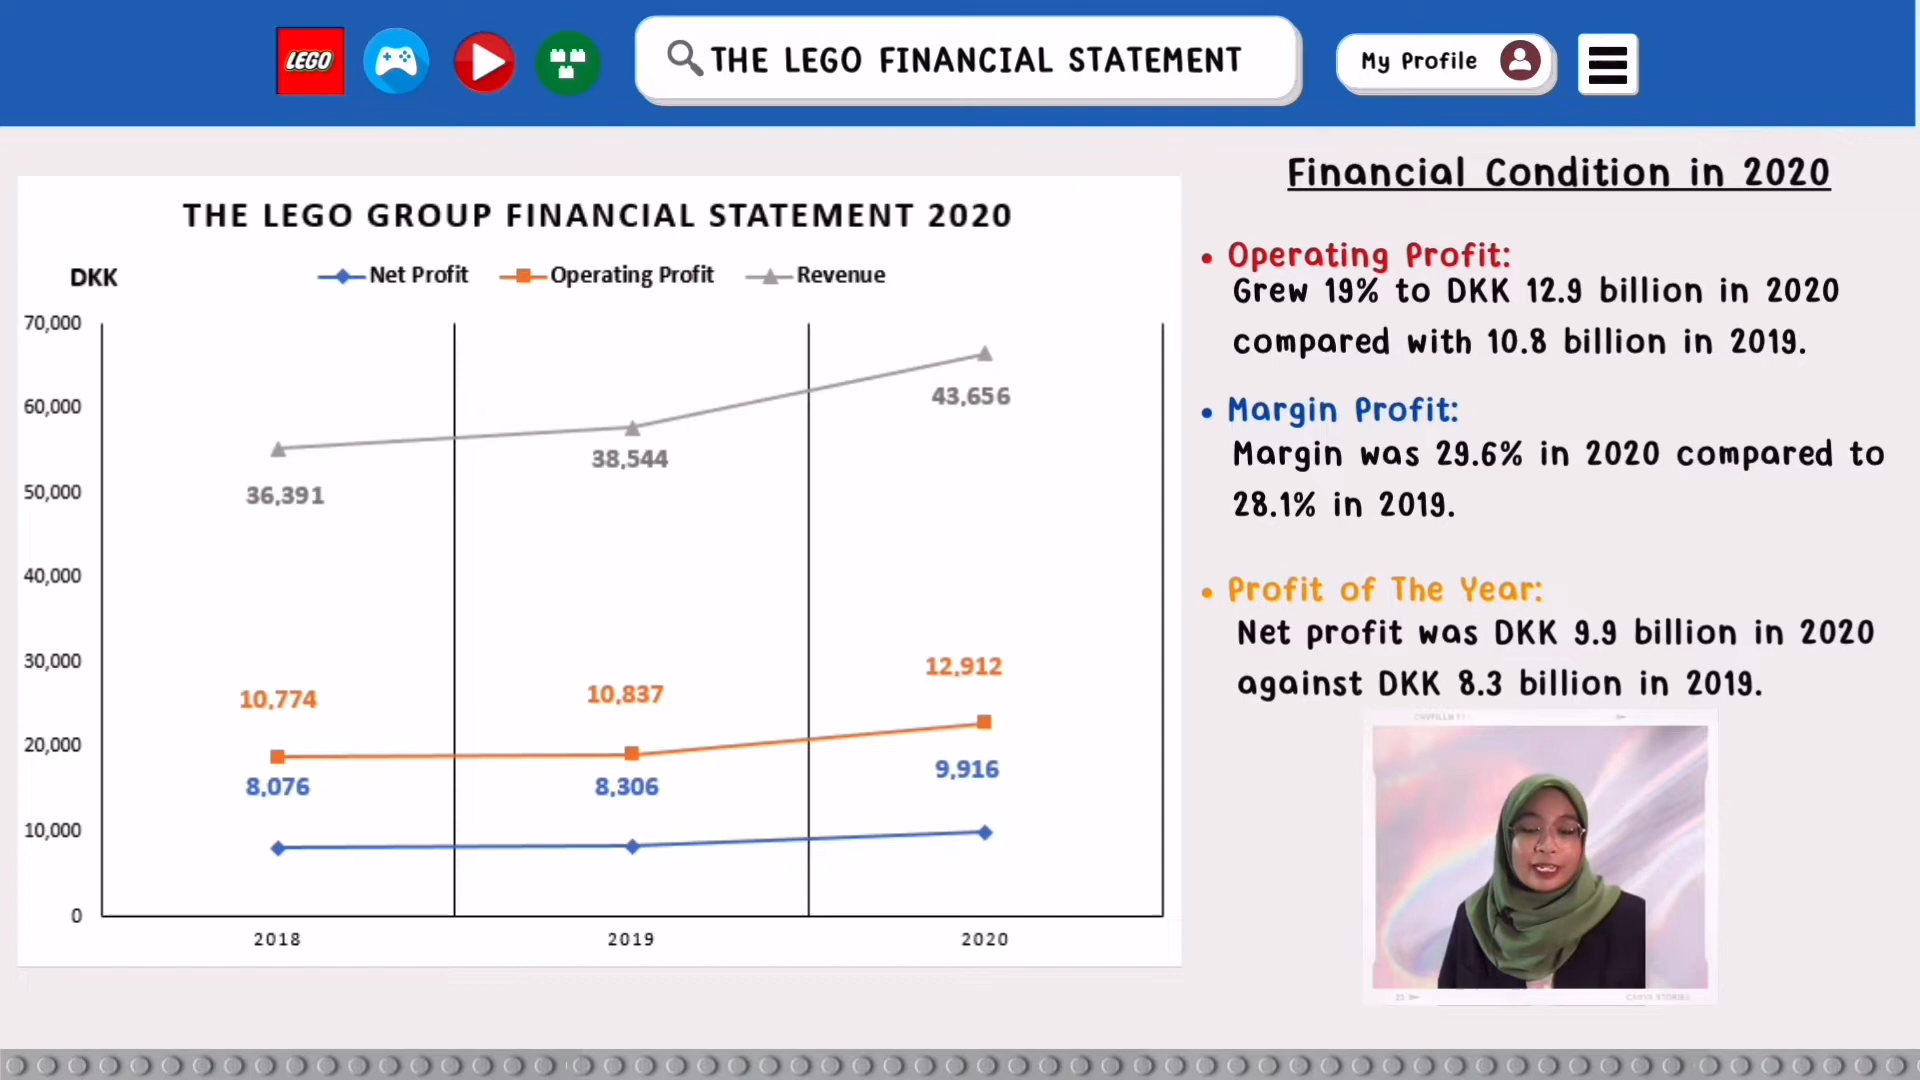 LEGO
THE LEGO FINANCIAL STATEMENT
My Profile
THE LEGO GROUP FINANCIAL STATEMENT 2020
DKK
Net Profit
Operating Profit
Revenue
70,000
60,000
50,000
40,000
30,000
20,000
10,000
0
36,391
38,544
43,656
10,774
10,837
12,912
8,076
8,306
9,916
2018
2019
2020
Financial Condition in 2020
• Operating Profit:
Grew 19% to DKK 12.9 billion in 2020
compared with 10.8 billion in 2019.
• Margin Profit:
Margin was 29.6% in 2020 compared to
28.1% in 2019.
• Profit of The Year:
Net profit was DKK 9.9 billion in 2020
against DKK 8.3 billion in 2019.
23
CANVA STORIES